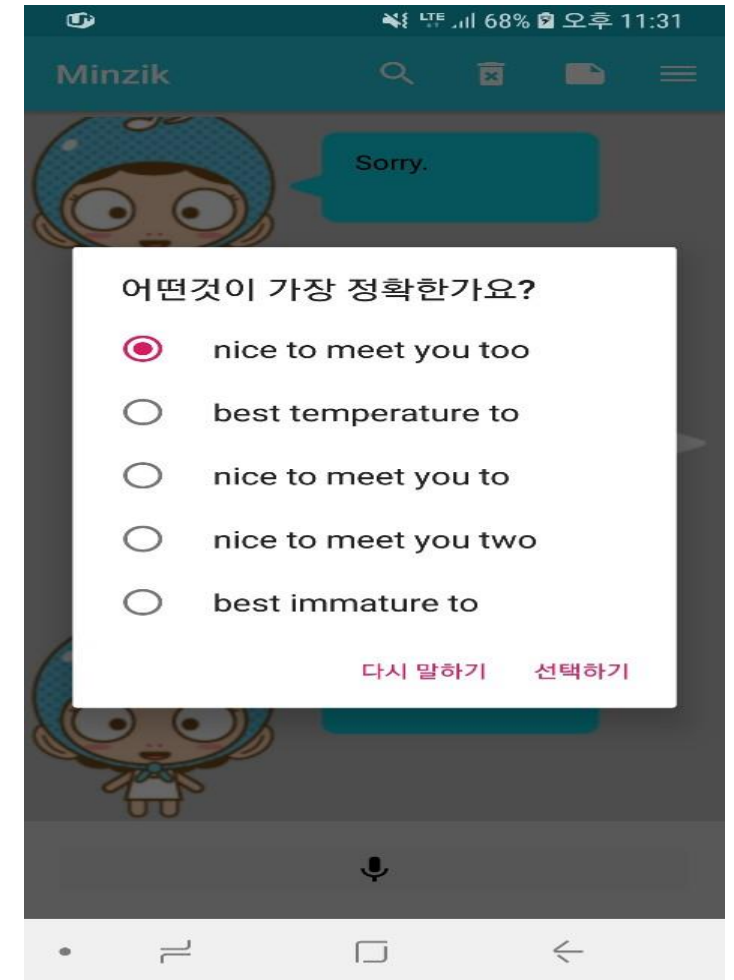 LTE 68% 오후 11:31
Minzik
Sorry.
어떤것이 가장 정확한가요?
nice to meet you too
best temperature to
nice to meet you to
nice to meet you two
best immature to
다시 말하기 선택하기